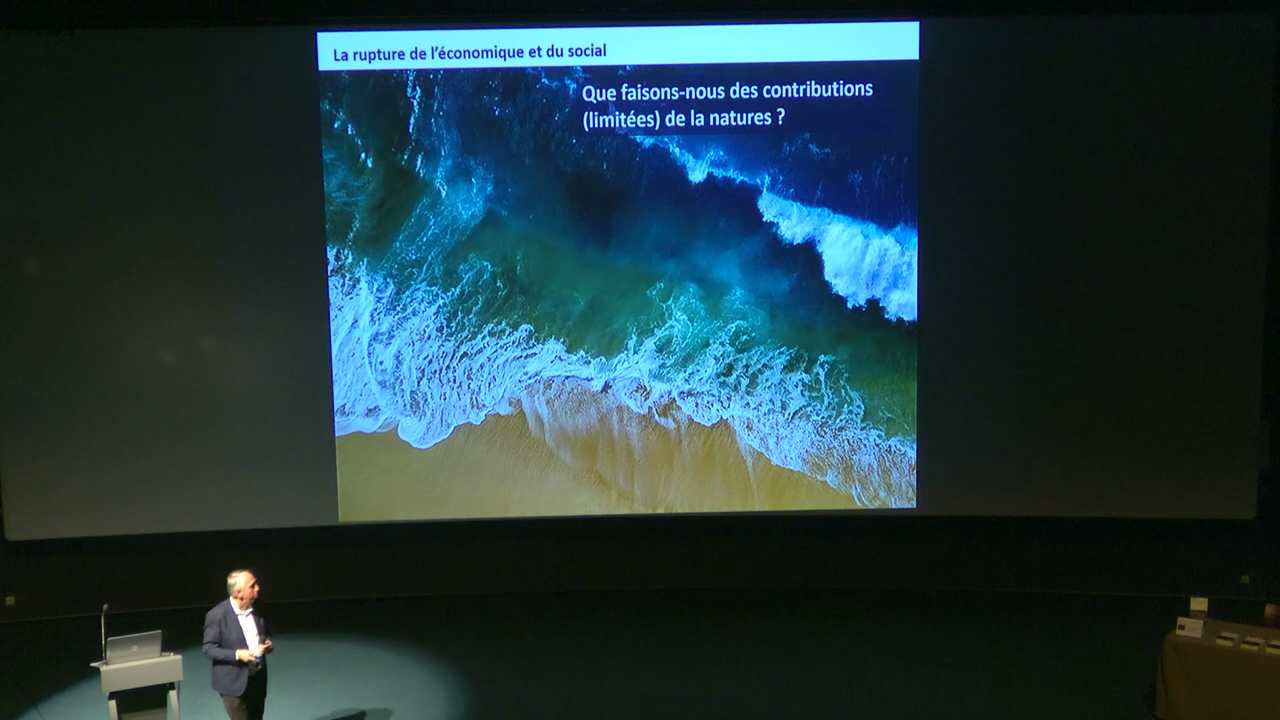 La rupture de l'économique et du social
Que faisons-nous des contributions
(limitées) de la natures ?